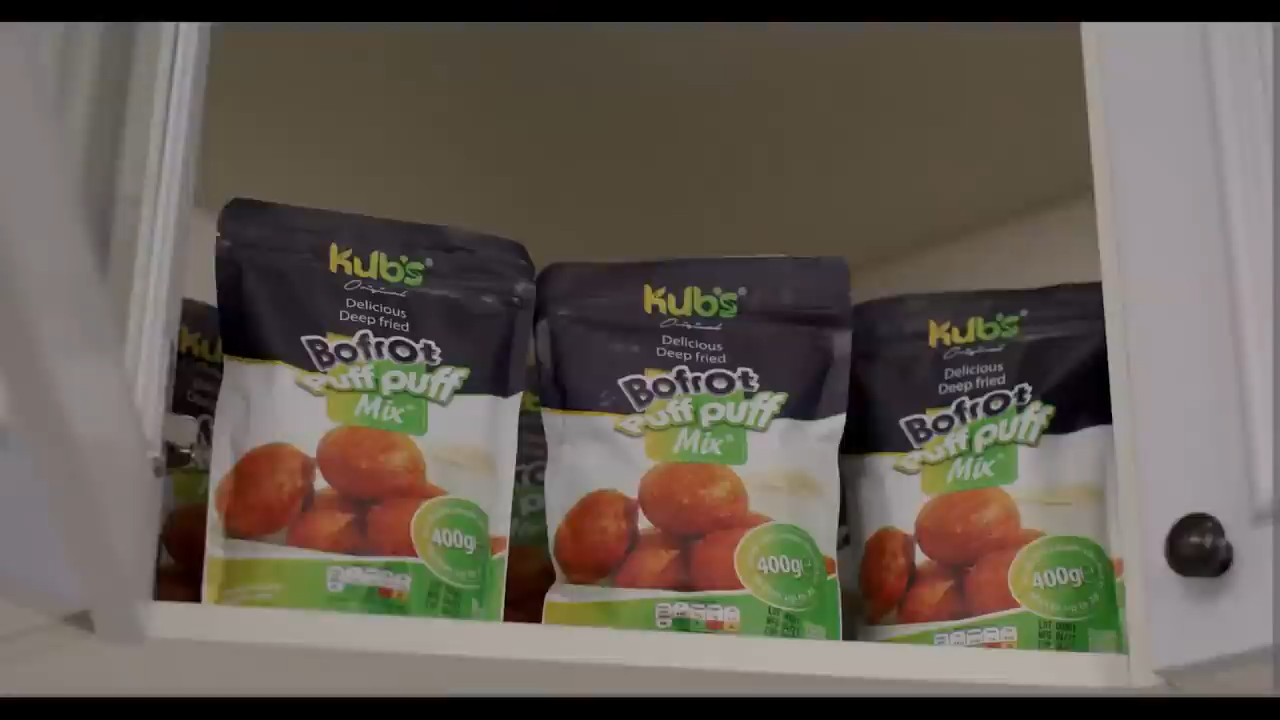 Kub's
Original
Delicious
Deep fried
Bofrot
Puff puff
Mix
400g
Kub's
Original
Delicious
Deep fried
Bofrot
Puff puff
Mix
400g
Kub's
Original
Delicious
Deep fried
Bofrot
Puff puff
Mix
400g